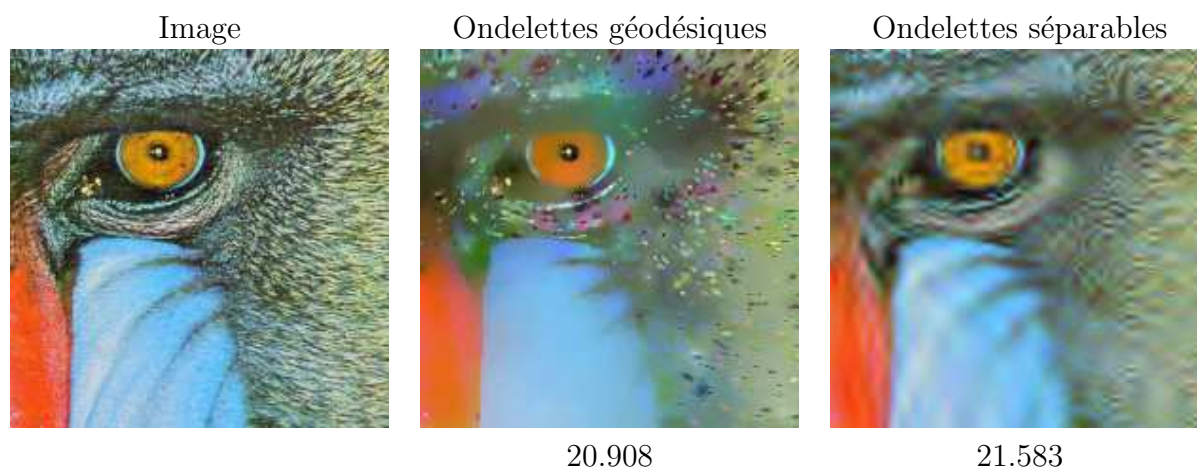 Image
Ondelettes géodésiques
Ondelettes séparables
20.908
21.583